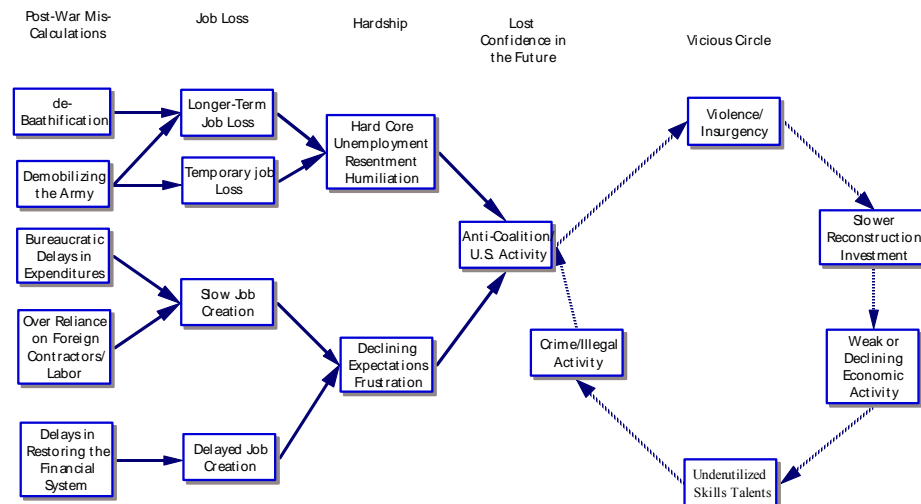 Post-War Mis-
Calculations
Job Loss
Hardship
Lost
Confidence in
the Future
Vicious Circle
de-
Baathification
Longer-Term
Job Loss
Hard Core
Unemployment
Resentment
Humiliation
Violence/
Insurgency
Demobilizing
the Army
Temporary job
Loss
Bureaucratic
Delays in
Expenditures
Anti-Coalition/
U.S. Activity
Slower
Reconstruction
Investment
Over Reliance
on Foreign
Contractors/
Labor
Slow Job
Creation
Declining
Expectations
Frustration
Crime/Illegal
Activity
Weak or
Declining
Economic
Activity
Delays in
Restoring the
Financial
System
Delayed Job
Creation
Underutilized
Skills Talents